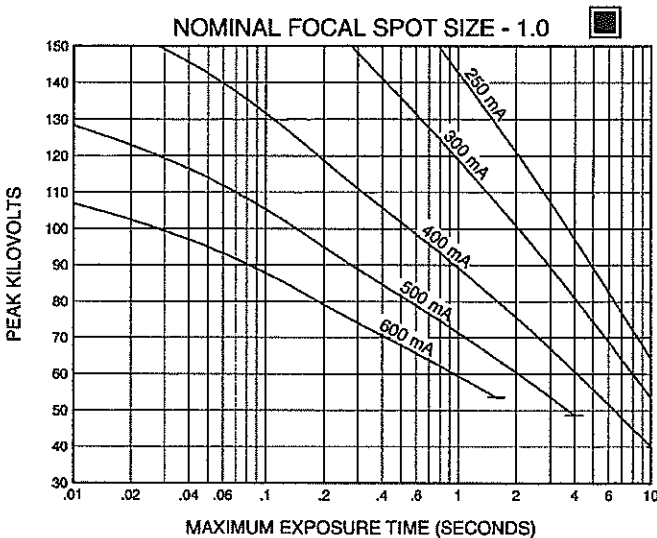 NOMINAL FOCAL SPOT SIZE - 1.0
PEAK KILOVOLTS
150
140
130
120
110
100
90
80
70
60
50
40
30
250 mA
300 mA
400 mA
500 mA
600 mA
.01 .02 .04 .06 .1 .2 .4 .6 1 2 4 6 10
MAXIMUM EXPOSURE TIME (SECONDS)